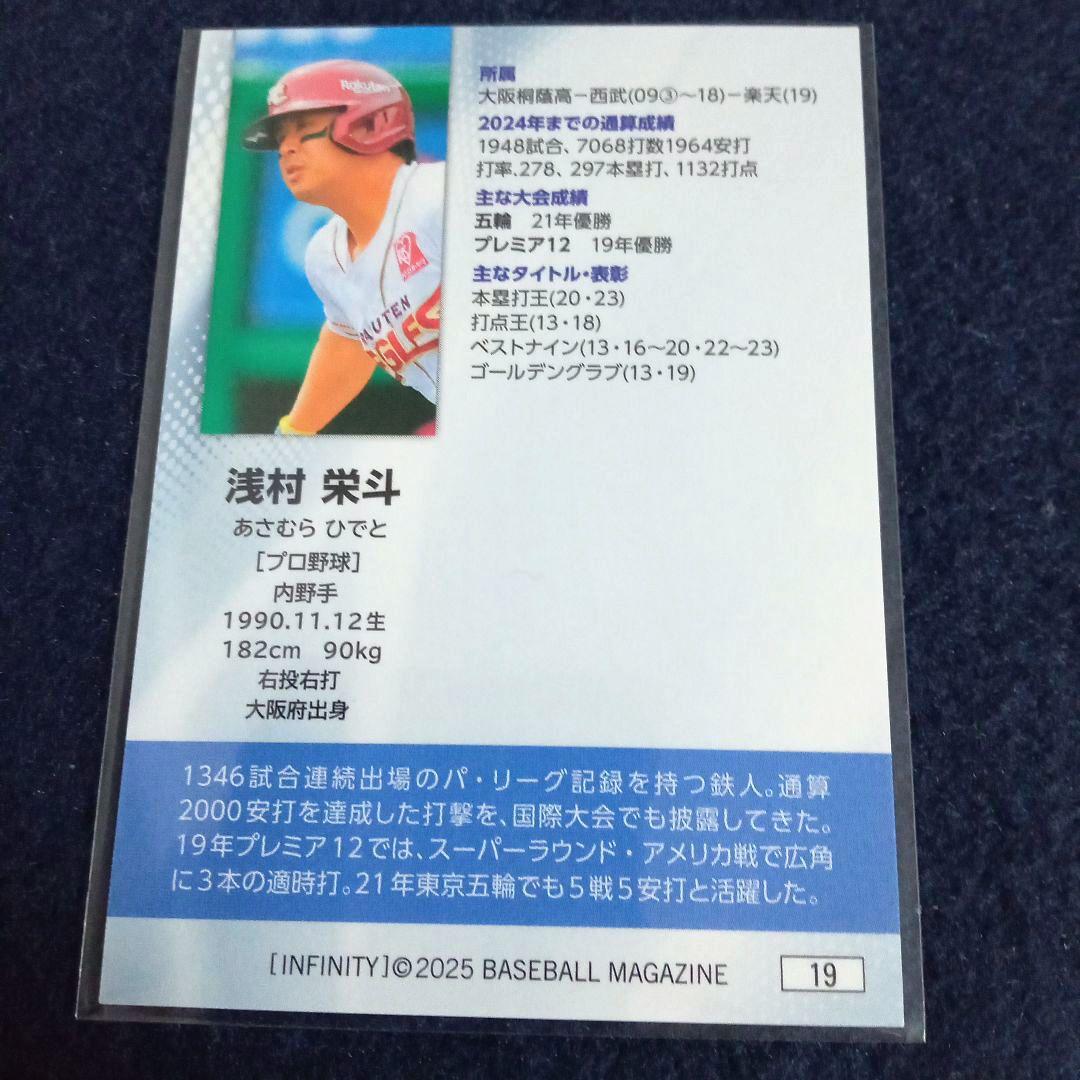 Rakuten
RAKUTEN
EAGLES
所属
大阪桐蔭高－西武(09③～18)－楽天(19)
2024年までの通算成績
1948試合、7068打数1964安打
打率.278、297本塁打、1132打点
主な大会成績
五輪　21年優勝
プレミア12　19年優勝
主なタイトル・表彰
本塁打王(20・23)
打点王(13・18)
ベストナイン(13・16～20・22～23)
ゴールデングラブ(13・19)
浅村 栄斗
あさむら ひでと
[プロ野球]
内野手
1990.11.12生
182cm　90kg
右投右打
大阪府出身
1346試合連続出場のパ・リーグ記録を持つ鉄人。通算
2000安打を達成した打撃を、国際大会でも披露してきた。
19年プレミア12では、スーパーラウンド・アメリカ戦で広角
に3本の適時打。21年東京五輪でも5戦5安打と活躍した。
[INFINITY]©2025 BASEBALL MAGAZINE
19